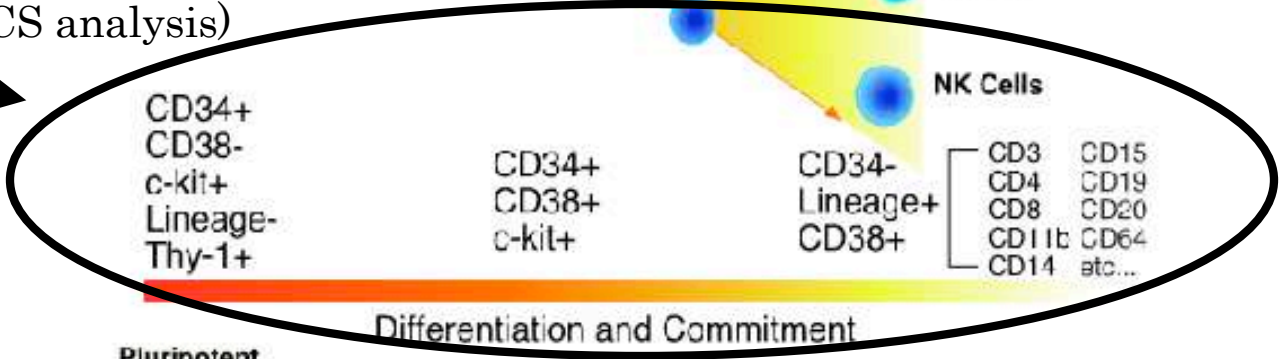 CS analysis)
NK Cells
CD34+
CD38-
c-kit+
Lineage-
Thy-1+
CD34+
CD38+
c-kit+
CD34-
Lineage+
CD38+
CD3 CD15
CD4 CD19
CD8 CD20
CD11b CD64
CD14 etc...
Differentiation and Commitment
Pluripotent